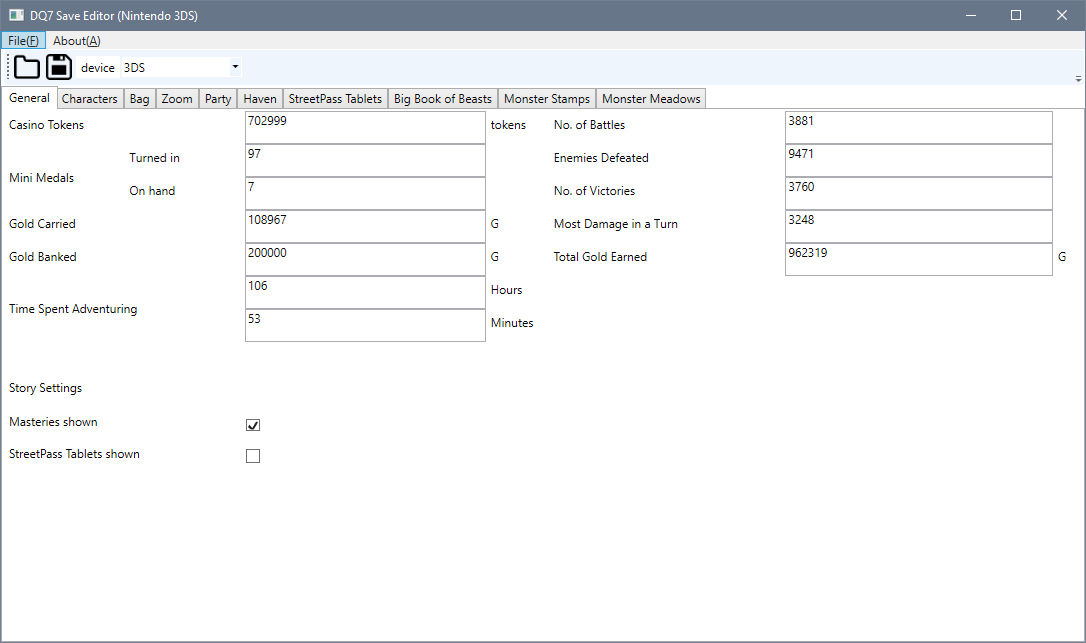 DQ7 Save Editor (Nintendo 3DS)
File(F) About(A)
device 3DS
General Characters Bag Zoom Party Haven StreetPass Tablets Big Book of Beasts Monster Stamps Monster Meadows
Casino Tokens 702999 tokens No. of Battles 3881
Turned in 97 Enemies Defeated 9471
Mini Medals
On hand 7 No. of Victories 3760
Gold Carried 108967 G Most Damage in a Turn 3248
Gold Banked 200000 G Total Gold Earned 962319 G
106 Hours
Time Spent Adventuring
53 Minutes
Story Settings
Masteries shown
StreetPass Tablets shown